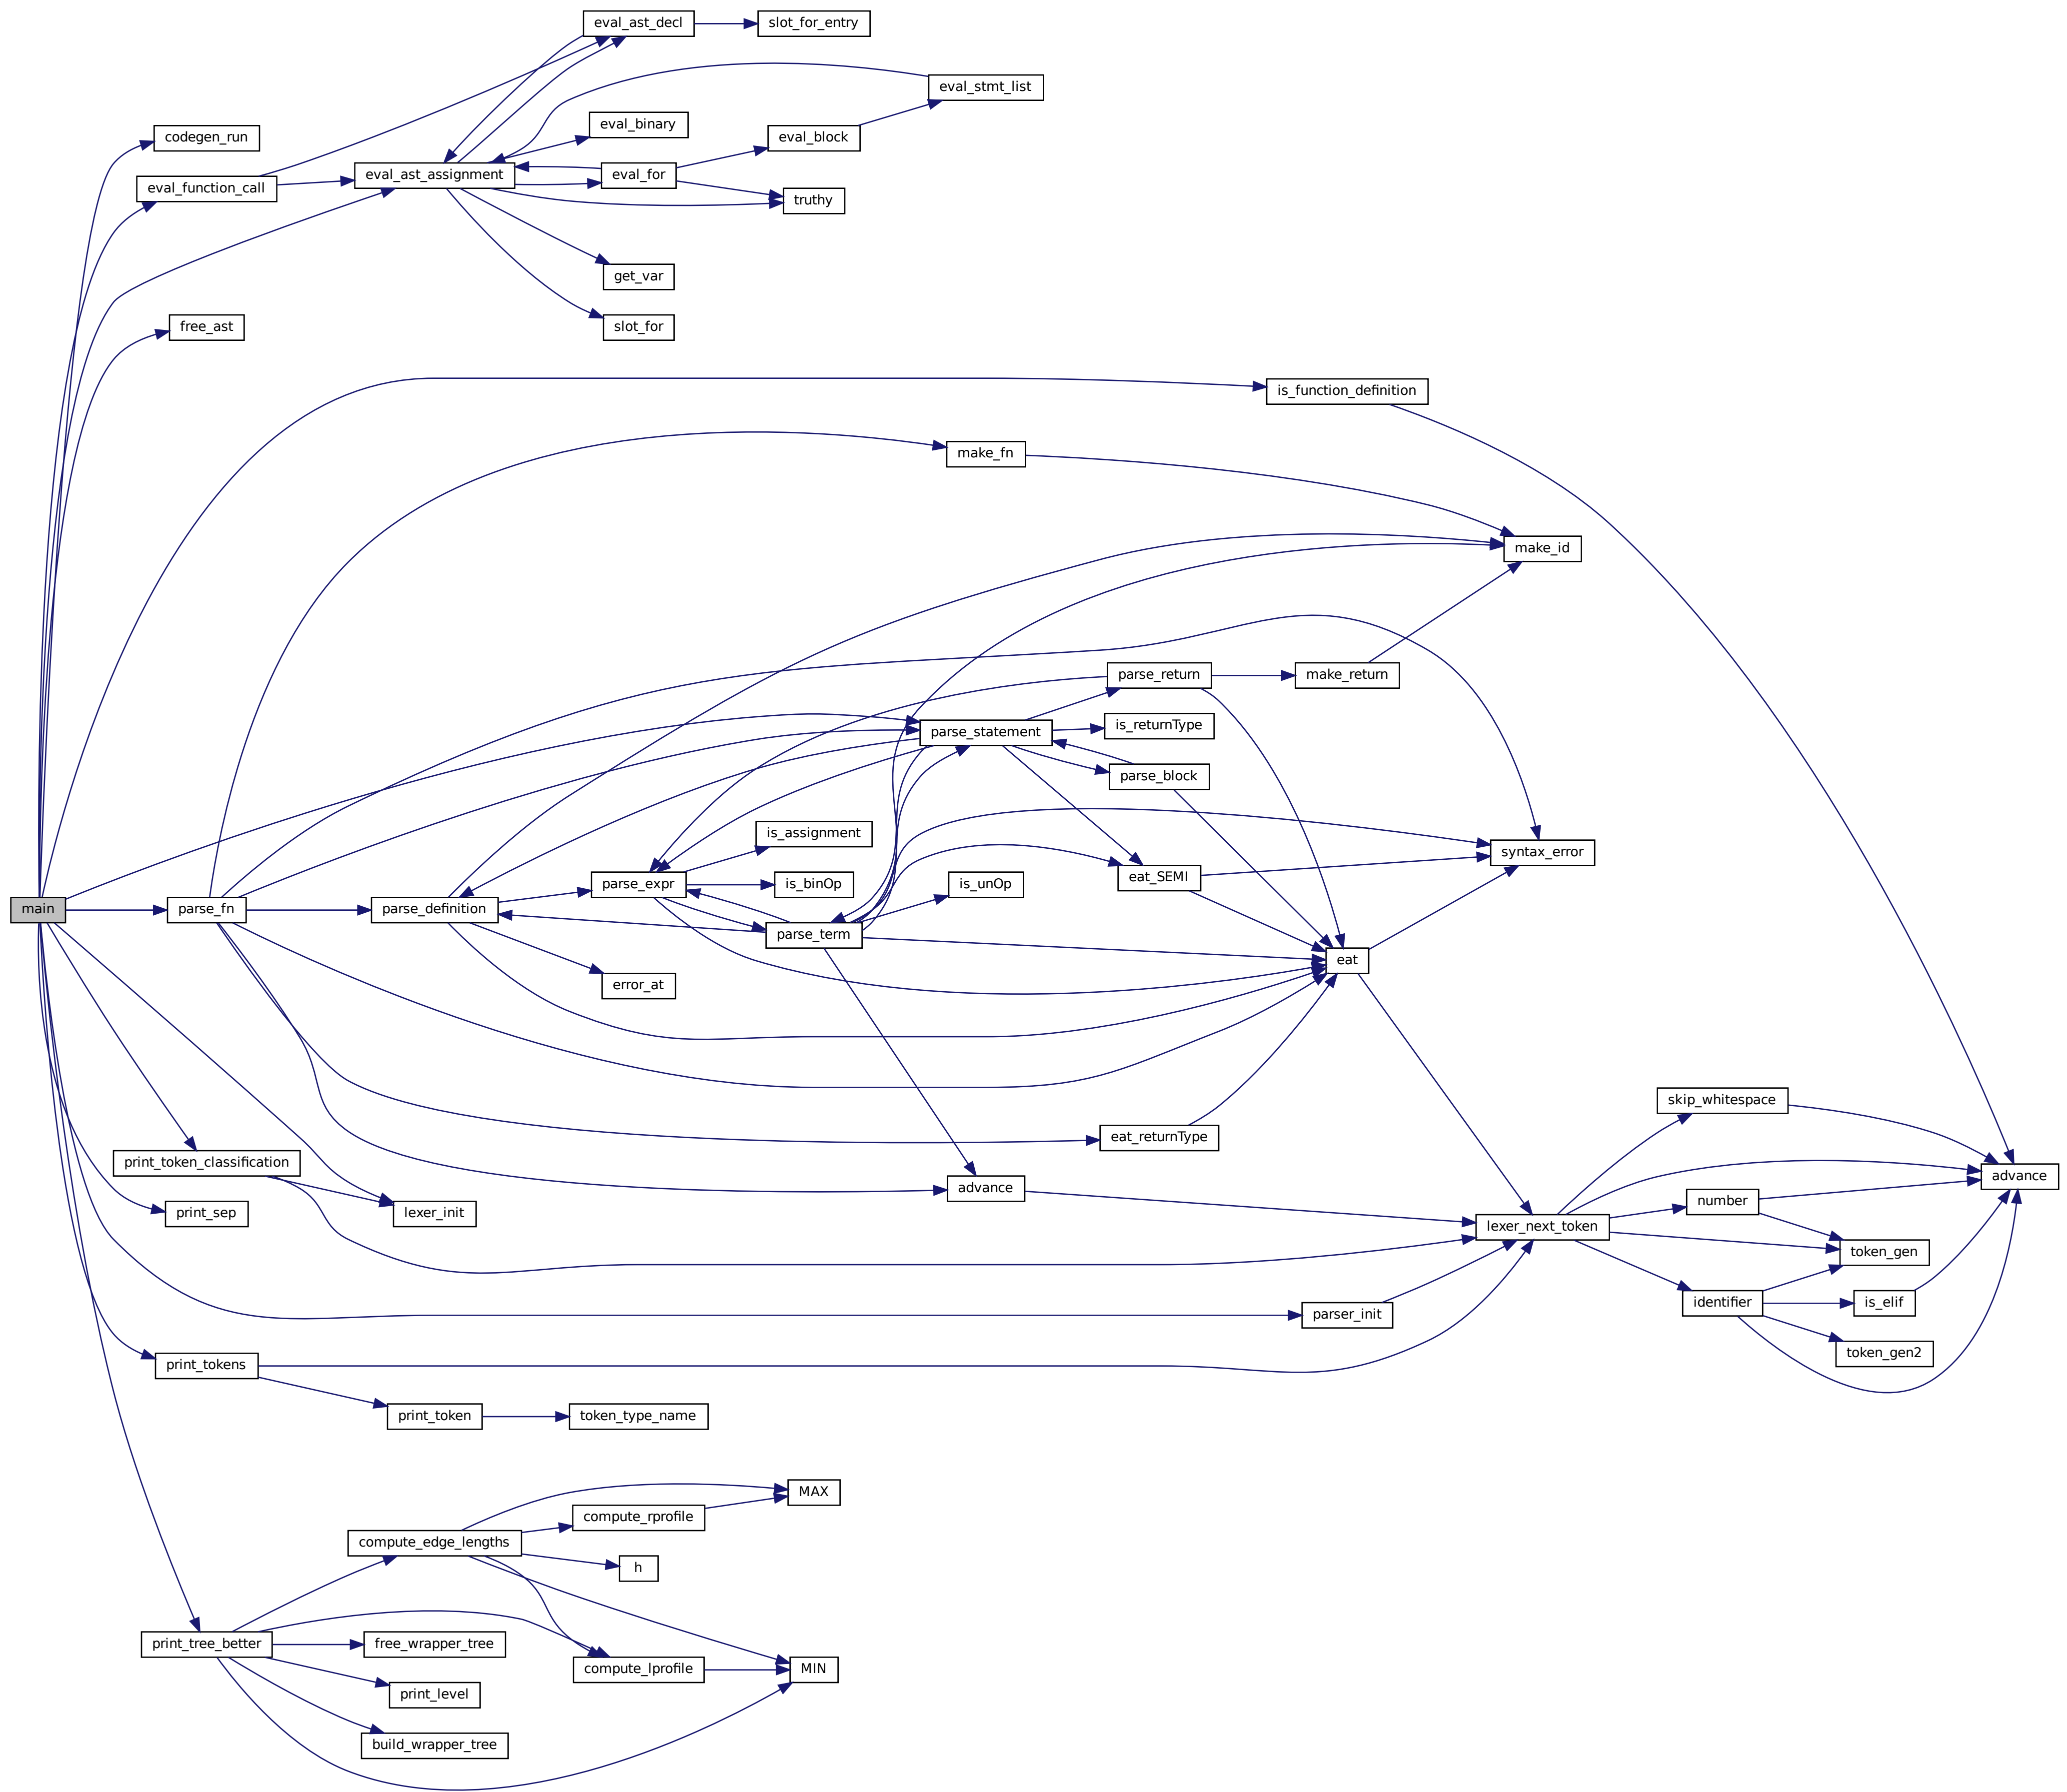 eval_ast_decl
slot_for_entry
eval_stmt_list
eval_binary
codegen_run
eval_block
eval_ast_assignment
eval_for
eval_function_call
truthy
get_var
free_ast
slot_for
is_function_definition
make_fn
make_id
parse_return
make_return
is_returnType
parse_statement
parse_block
is_assignment
syntax_error
parse_expr
is_binOp
is_unOp
eat_SEMI
main
parse_fn
parse_definition
parse_term
eat
error_at
skip_whitespace
eat_returnType
print_token_classification
advance
advance
number
print_sep
lexer_init
lexer_next_token
token_gen
identifier
is_elif
parser_init
token_gen2
print_tokens
print_token
token_type_name
MAX
compute_rprofile
compute_edge_lengths
h
print_tree_better
free_wrapper_tree
compute_lprofile
MIN
print_level
build_wrapper_tree